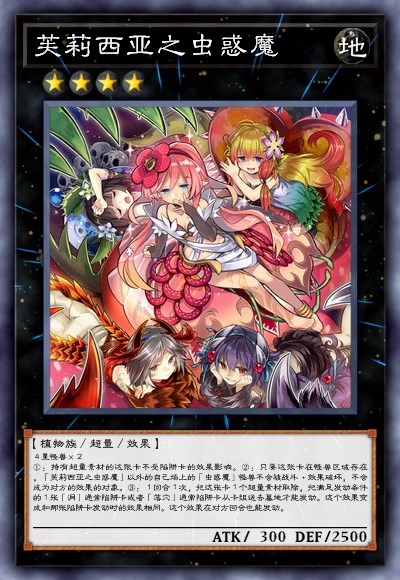 芙莉西亚之虫惑魔
地
【植物族/超量/效果】
4星怪兽×2
①:持有超量素材的这张卡不受陷阱卡的效果影响。②:只要这张卡在怪兽区域存在
,「芙莉西亚之虫惑魔」以外的自己场上的「虫惑魔」怪兽不会被战斗·效果破坏,不会
成为对方的效果的对象。③:1回合1次,把这张卡1个超量素材取除,把满足发动条件
的1张「洞」通常陷阱卡或者「落穴」通常陷阱卡从卡组送去墓地才能发动。这个效果变
成和那张陷阱卡发动时的效果相同。这个效果在对方回合也能发动。
ATK/ 300 DEF/2500